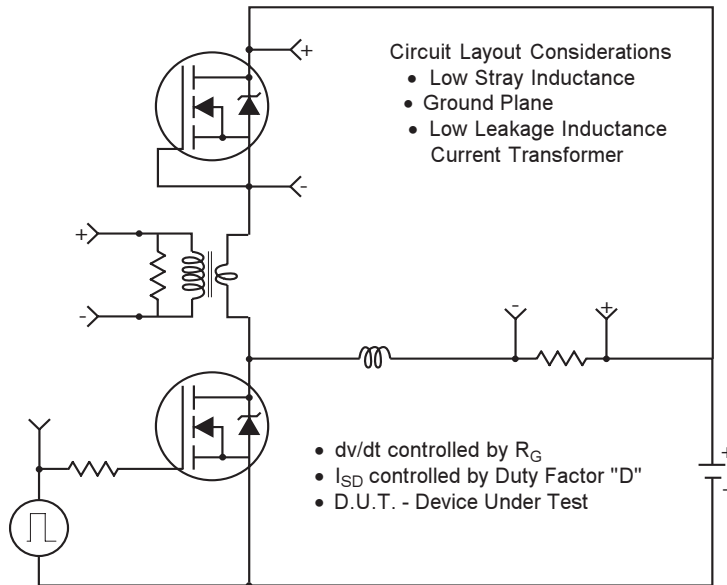 +
Circuit Layout Considerations
• Low Stray Inductance
• Ground Plane
• Low Leakage Inductance
Current Transformer
-
+
-
-
+
• dv/dt controlled by RG
• ISD controlled by Duty Factor "D"
• D.U.T. - Device Under Test
+
-